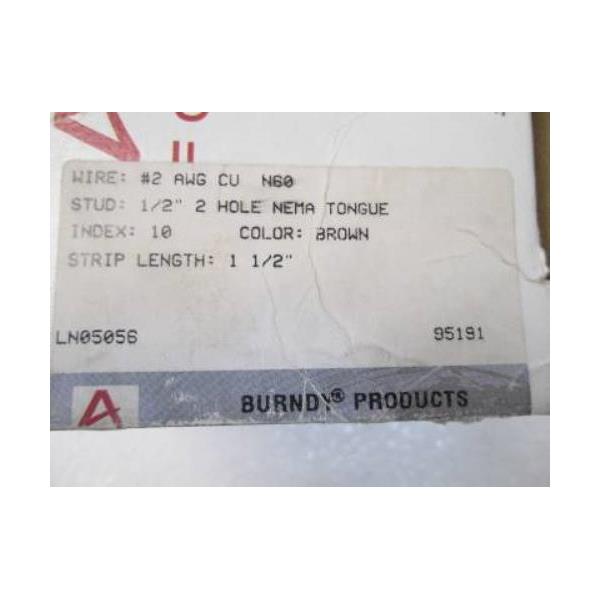 WIRE: #2 AWG CU N60
STUD: 1/2" 2 HOLE NEMA TONGUE
INDEX: 10 COLOR: BROWN
STRIP LENGTH: 1 1/2"
LN05056 95191
A BURNDY® PRODUCTS